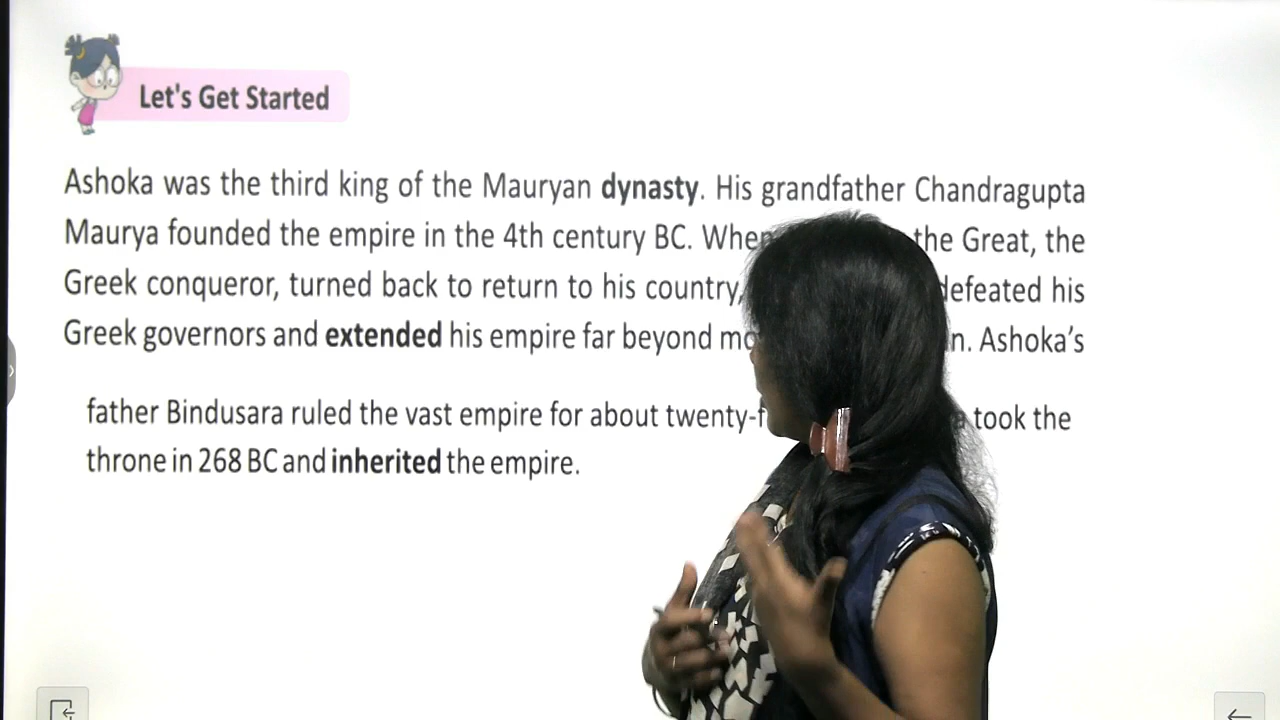 Let's Get Started
Ashoka was the third king of the Mauryan dynasty. His grandfather Chandragupta
Maurya founded the empire in the 4th century BC. When the Great, the
Greek conqueror, turned back to return to his country, defeated his
Greek governors and extended his empire far beyond Ashoka's
father Bindusara ruled the vast empire for about took the
throne in 268 BC and inherited the empire.